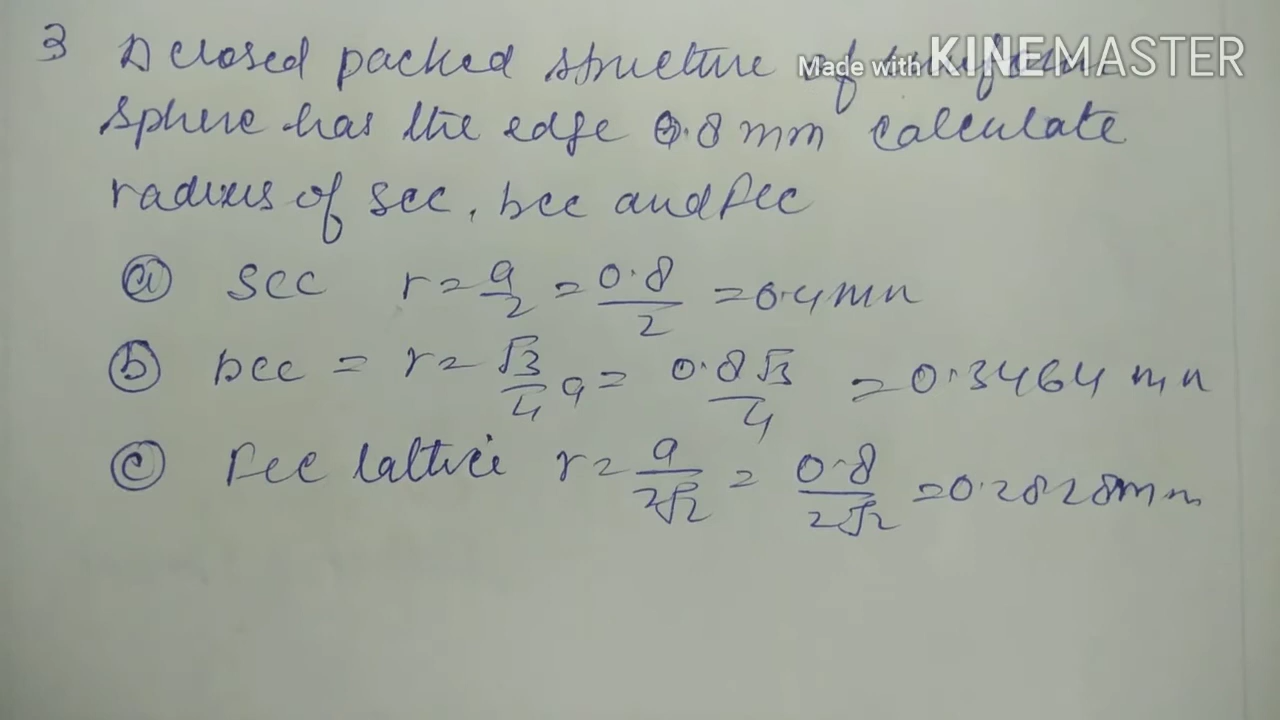 3 A closed packed structure of uniform
Made with KINEMASTER
sphere has the edge 0.8 mm calculate
radius of scc, bcc and fcc
(a) scc r = a/2 = 0.8/2 = 0.4 mm
(b) bcc = r = √3/4 a = 0.8√3/4 = 0.3464 mm
(c) fcc lattice r = a/2√2 = 0.8/2√2 = 0.2828 mm